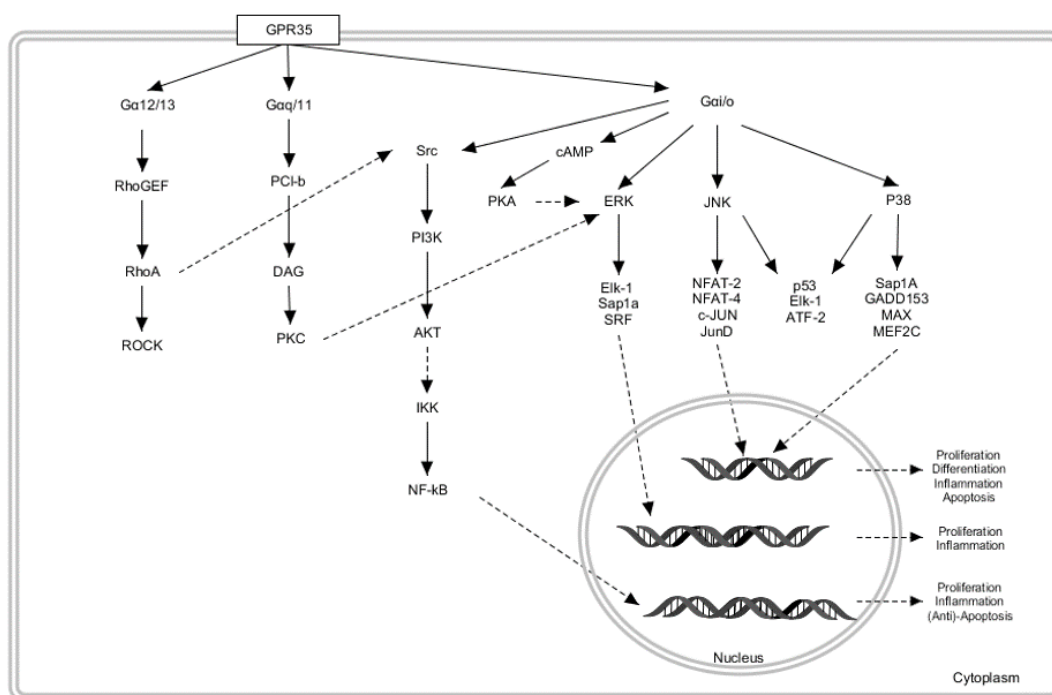 GPR35
Gα12/13
Gαq/11
Gαi/o
Src
cAMP
RhoGEF
PCl-b
PKA
ERK
JNK
P38
PI3K
RhoA
DAG
Elk-1
Sap1a
SRF
NFAT-2
NFAT-4
c-JUN
JunD
p53
Elk-1
ATF-2
Sap1A
GADD153
MAX
MEF2C
ROCK
PKC
AKT
IKK
NF-kB
Proliferation
Differentiation
Inflammation
Apoptosis
Proliferation
Inflammation
Proliferation
Inflammation
(Anti)-Apoptosis
Nucleus
Cytoplasm